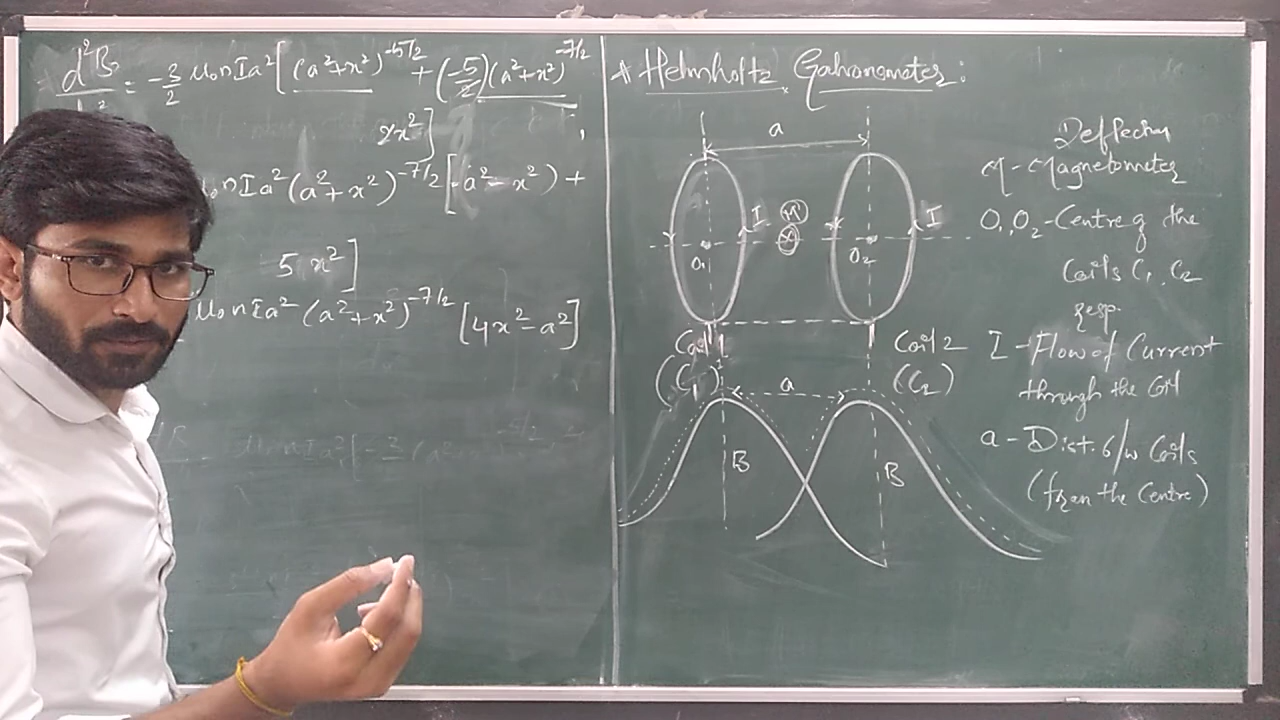 d²B = -3/2 μ₀nIa² [(a²+x²)^-5/2 + (-5/2)(a²+x²)^-7/2
2x²]
μ₀nIa² (a²+x²)^-7/2 [-a²-x²) +
5x²]
μ₀nIa² (a²+x²)^-7/2 [4x²-a²]
* Helmholtz Galvanometer:
a
I
M
I
O₁
O₂
Coil 1
(C₁)
Coil 2
(C₂)
a
B
B
Deflection
M - Magnetometer
O₁, O₂ - Centre of the
Coils C₁, C₂
resp.
I - Flow of Current
through the Coil
a - Dist. b/w Coils
(from the Centre)